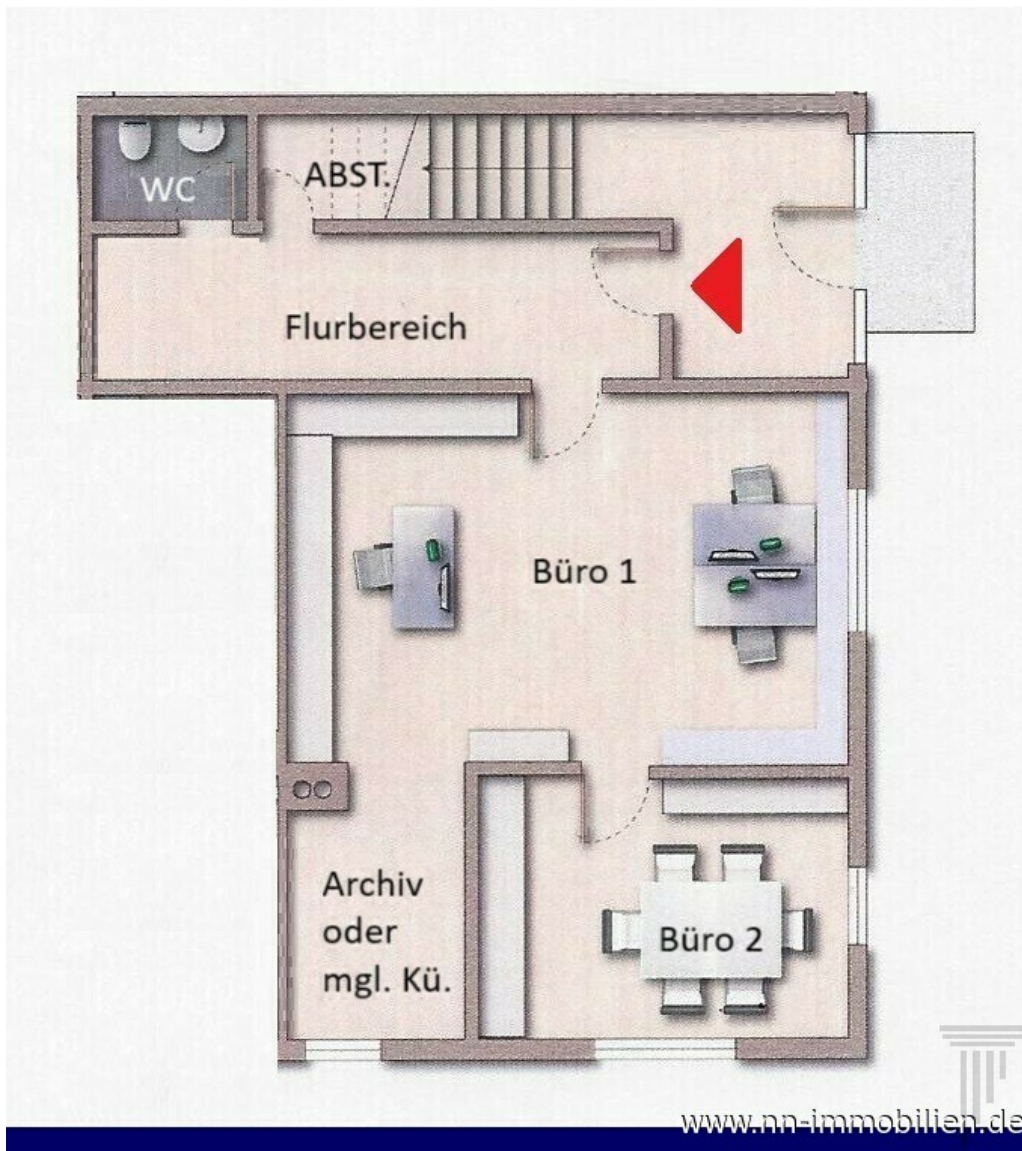 WC
ABST.
Flurbereich
Büro 1
Archiv
oder
mgl. Kü.
Büro 2
www.nn-immobilien.de